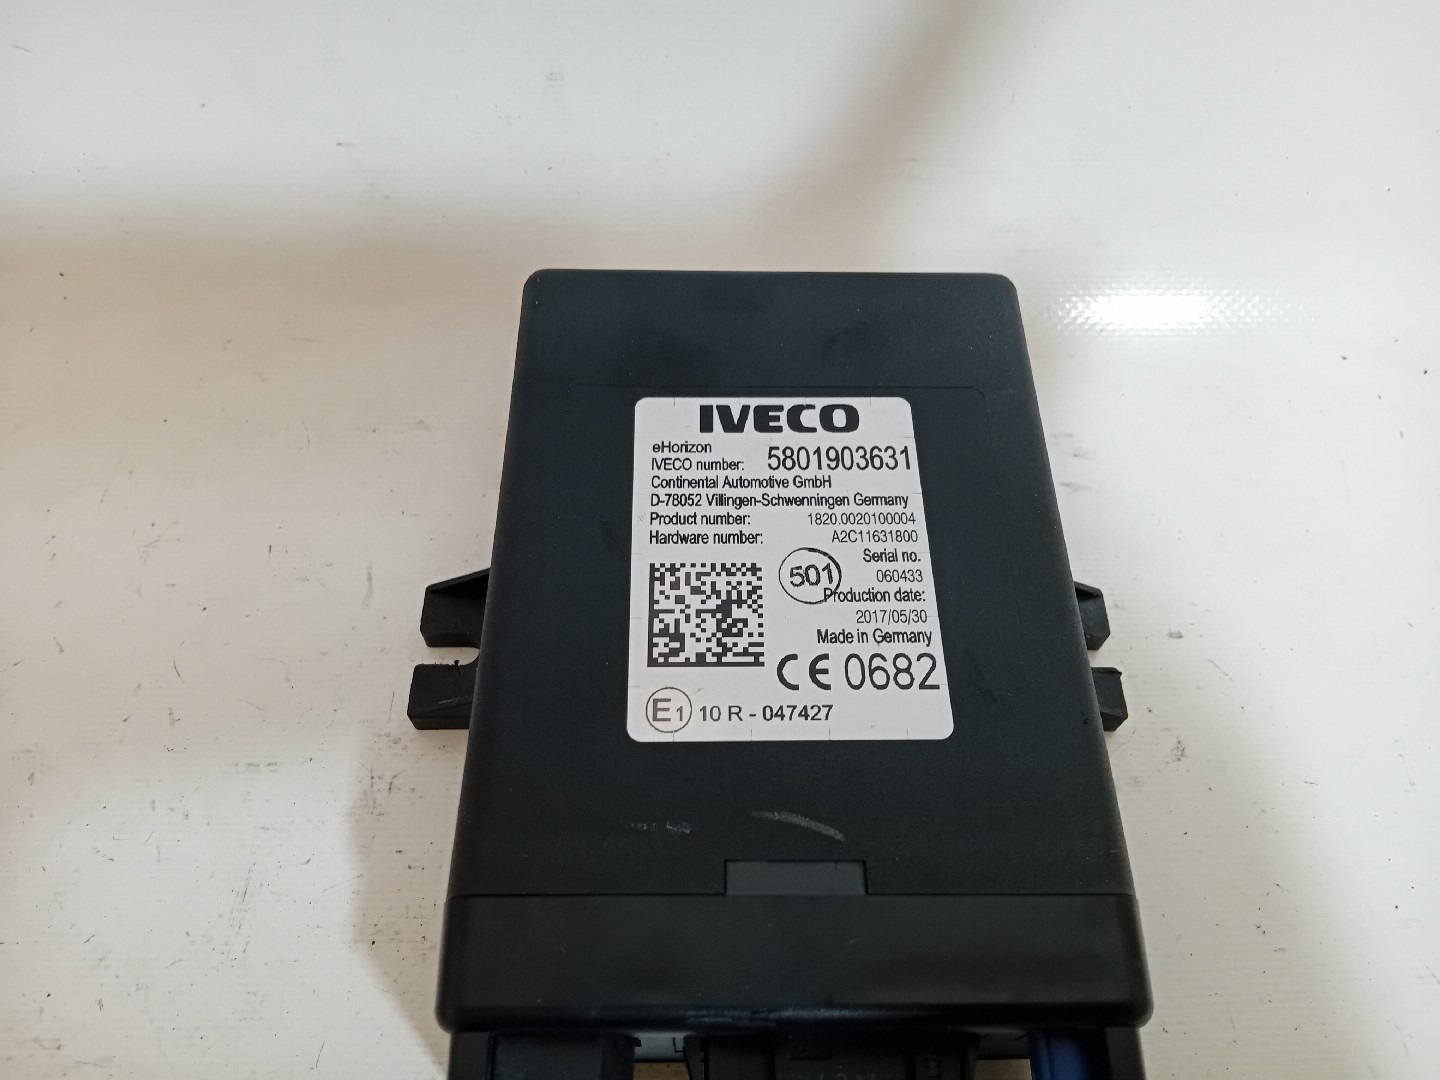 IVECO
eHorizon
IVECO number: 5801903631
Continental Automotive GmbH
D-78052 Villingen-Schwenningen Germany
Product number: 1820.0020100004
Hardware number: A2C11631800
Serial no.
501 060433
Production date:
2017/05/30
Made in Germany
CE 0682
E1 10 R - 047427